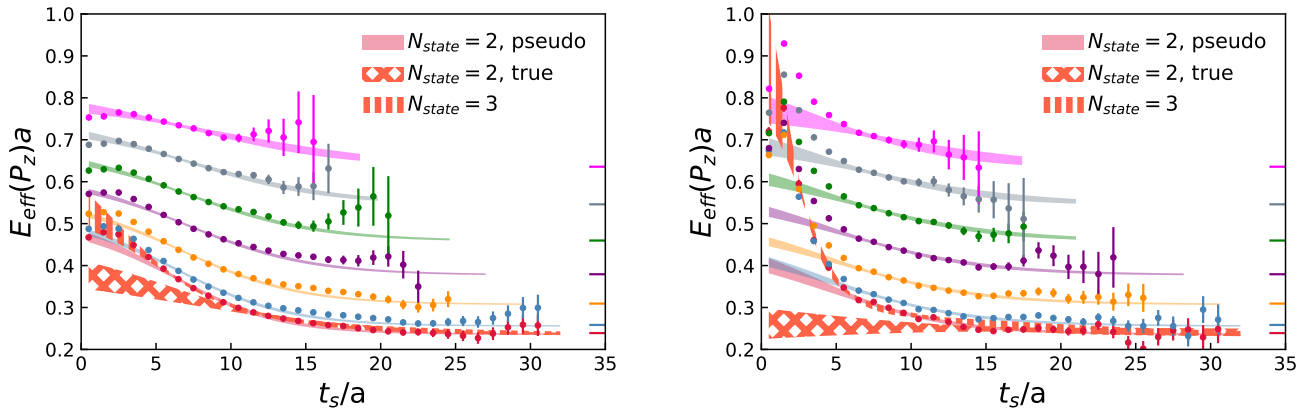 1.0
0.9
0.8
0.7
0.6
0.5
0.4
0.3
0.2
E_eff(P_z)a
N_state = 2, pseudo
N_state = 2, true
N_state = 3
0 5 10 15 20 25 30 35
t_s/a
1.0
0.9
0.8
0.7
0.6
0.5
0.4
0.3
0.2
E_eff(P_z)a
N_state = 2, pseudo
N_state = 2, true
N_state = 3
0 5 10 15 20 25 30 35
t_s/a